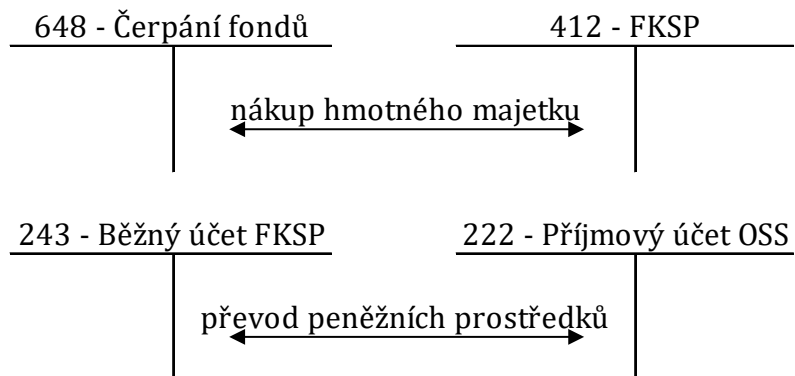 648 - Čerpání fondů
412 - FKSP
nákup hmotného majetku
243 - Běžný účet FKSP
222 - Příjmový účet OSS
převod peněžních prostředků